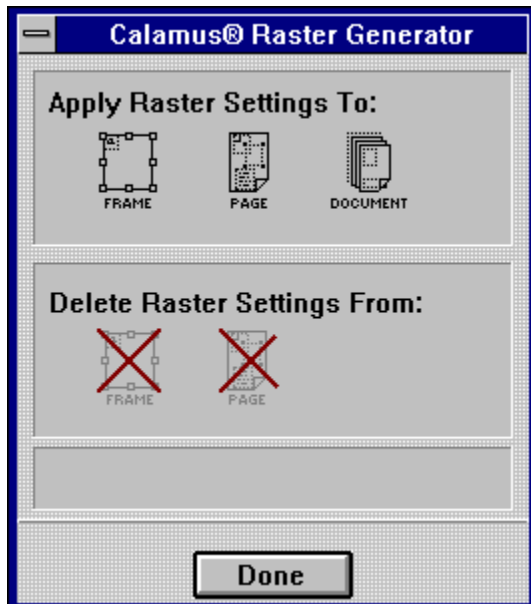 Calamus® Raster Generator
Apply Raster Settings To:
FRAME PAGE DOCUMENT
Delete Raster Settings From:
FRAME PAGE
Done